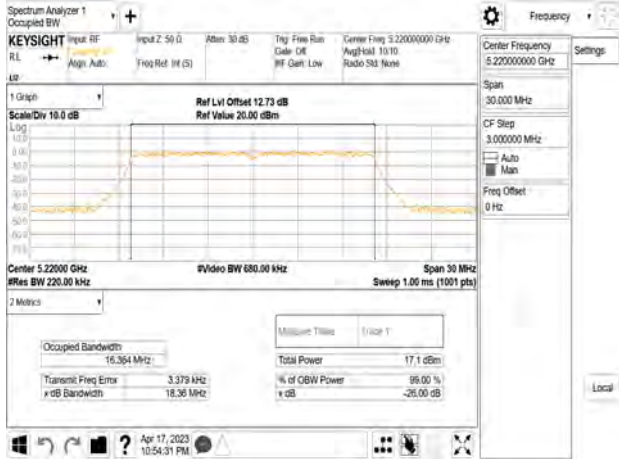 Spectrum Analyzer 1
Occupied BW
Frequency
KEYSIGHT Input: RF
Input Z: 50 Ω
Atten: 30 dB
Trig: Free Run
Center Freq: 5.220000000 GHz
Gate: Off
Avg|Hold: 10/10
RL
Align: Auto
Freq Ref: Int (S)
IF Gain: Low
Radio Std: None
Center Frequency
5.220000000 GHz
Settings
Span
30.000 MHz
CF Step
3.000000 MHz
Auto
Man
Freq Offset
0 Hz
Local
1 Graph
Scale/Div 10.0 dB
Ref Lvl Offset 12.73 dB
Ref Value 20.00 dBm
Log
10.0
0.00
Center 5.22000 GHz
#Video BW 680.00 kHz
Span 30 MHz
#Res BW 220.00 kHz
Sweep 1.00 ms (1001 pts)
2 Metrics
Measure Trace
Trace 1
Occupied Bandwidth
16.364 MHz
Total Power
17.1 dBm
Transmit Freq Error
3.379 kHz
% of OBW Power
99.00 %
x dB Bandwidth
18.36 MHz
x dB
-26.00 dB
?
Apr 17, 2023
10:54:31 PM